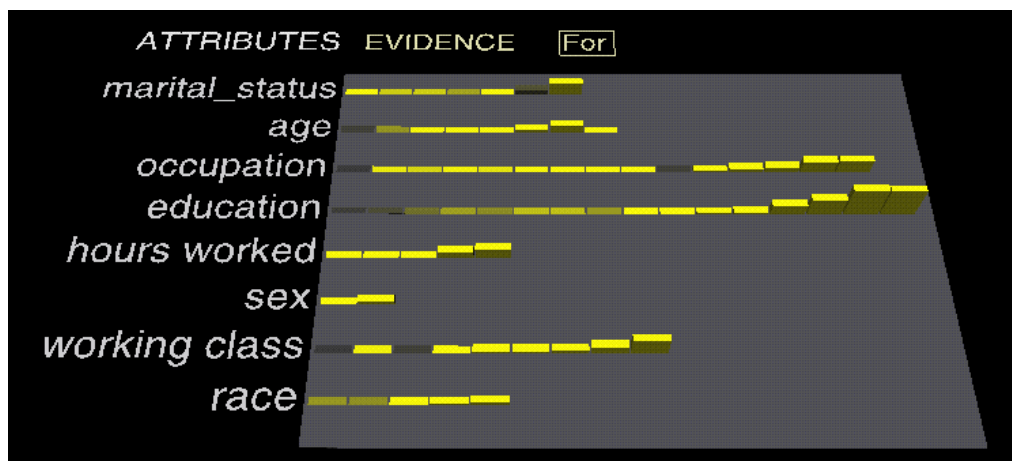 ATTRIBUTES EVIDENCE For
marital_status
age
occupation
education
hours worked
sex
working class
race